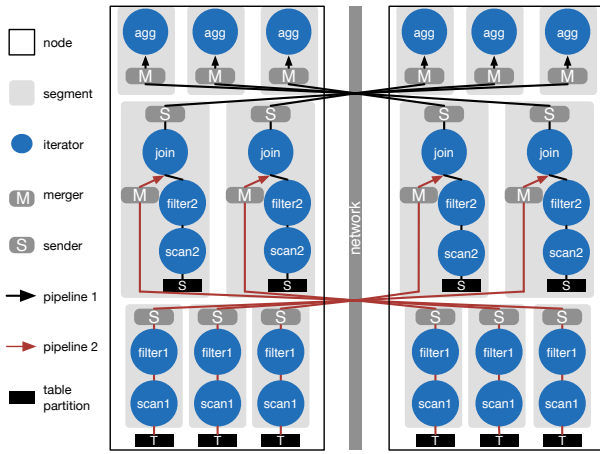 node
segment
iterator
M merger
S sender
pipeline 1
pipeline 2
table
partition
agg agg agg agg agg agg
M M M M M M
S S S S
join join join join
M filter2 M filter2 M filter2 M filter2
scan2 scan2 scan2 scan2
S S S S
network
S S S S S S
filter1 filter1 filter1 filter1 filter1 filter1
scan1 scan1 scan1 scan1 scan1 scan1
T T T T T T